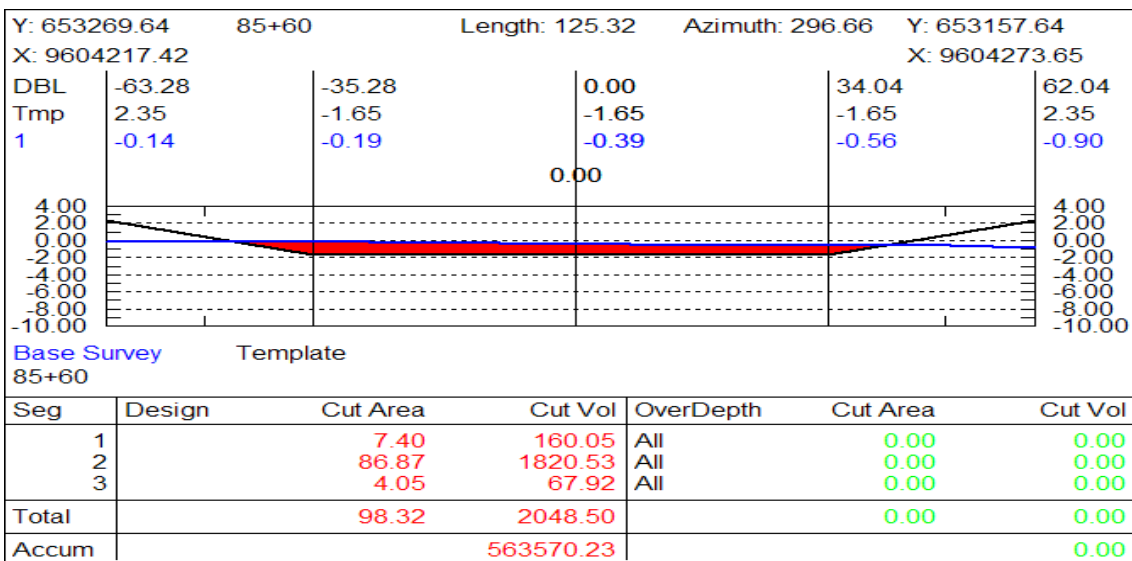 Y: 653269.64 85+60 Length: 125.32 Azimuth: 296.66 Y: 653157.64
X: 9604217.42 X: 9604273.65
DBL -63.28 -35.28 0.00 34.04 62.04
Tmp 2.35 -1.65 -1.65 -1.65 2.35
1 -0.14 -0.19 -0.39 -0.56 -0.90
0.00
4.00 4.00
2.00 2.00
0.00 0.00
-2.00 -2.00
-4.00 -4.00
-6.00 -6.00
-8.00 -8.00
-10.00 -10.00
Base Survey Template
85+60
Seg Design Cut Area Cut Vol OverDepth Cut Area Cut Vol
1 7.40 160.05 All 0.00 0.00
2 86.87 1820.53 All 0.00 0.00
3 4.05 67.92 All 0.00 0.00
Total 98.32 2048.50 0.00 0.00
Accum 563570.23 0.00